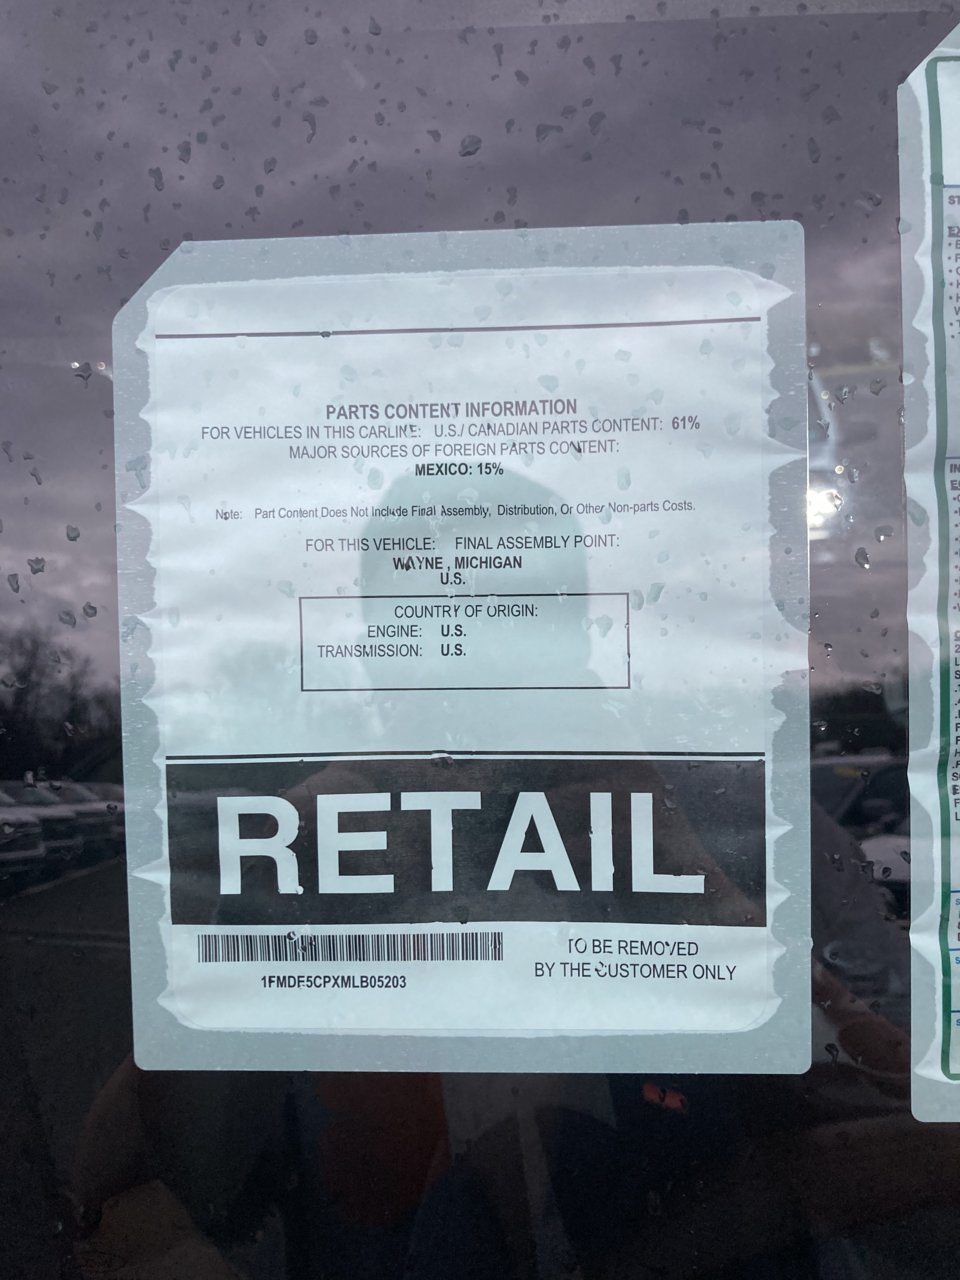 PARTS CONTENT INFORMATION
FOR VEHICLES IN THIS CARLINE: U.S./ CANADIAN PARTS CONTENT: 61%
MAJOR SOURCES OF FOREIGN PARTS CONTENT:
MEXICO: 15%
Note: Part Content Does Not Include Final Assembly, Distribution, Or Other Non-parts Costs.
FOR THIS VEHICLE: FINAL ASSEMBLY POINT:
WAYNE , MICHIGAN
U.S.
COUNTRY OF ORIGIN:
ENGINE: U.S.
TRANSMISSION: U.S.
RETAIL
TO BE REMOVED
BY THE CUSTOMER ONLY
1FMDE5CPXMLB05203